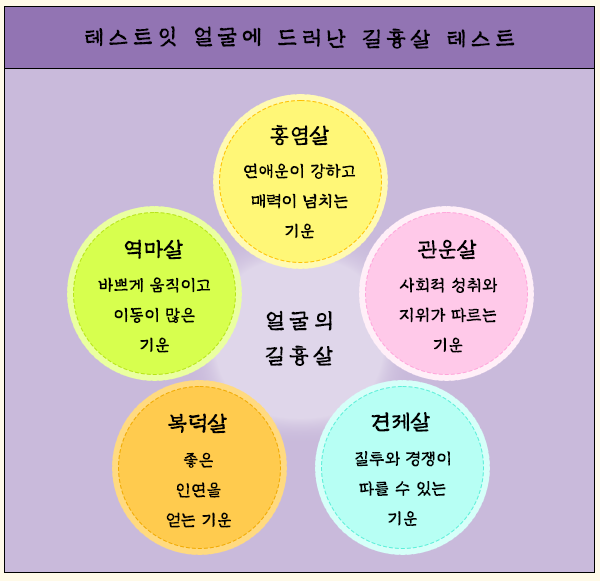 테스트잇 얼굴에 드러난 길흉살 테스트
홍염살
연애운이 강하고
매력이 넘치는
기운
역마살
바쁘게 움직이고
이동이 많은
기운
관운살
사회적 성취와
지위가 따르는
기운
얼굴의
길흉살
복덕살
좋은
인연을
얻는 기운
견케살
질투와 경쟁이
따를 수 있는
기운